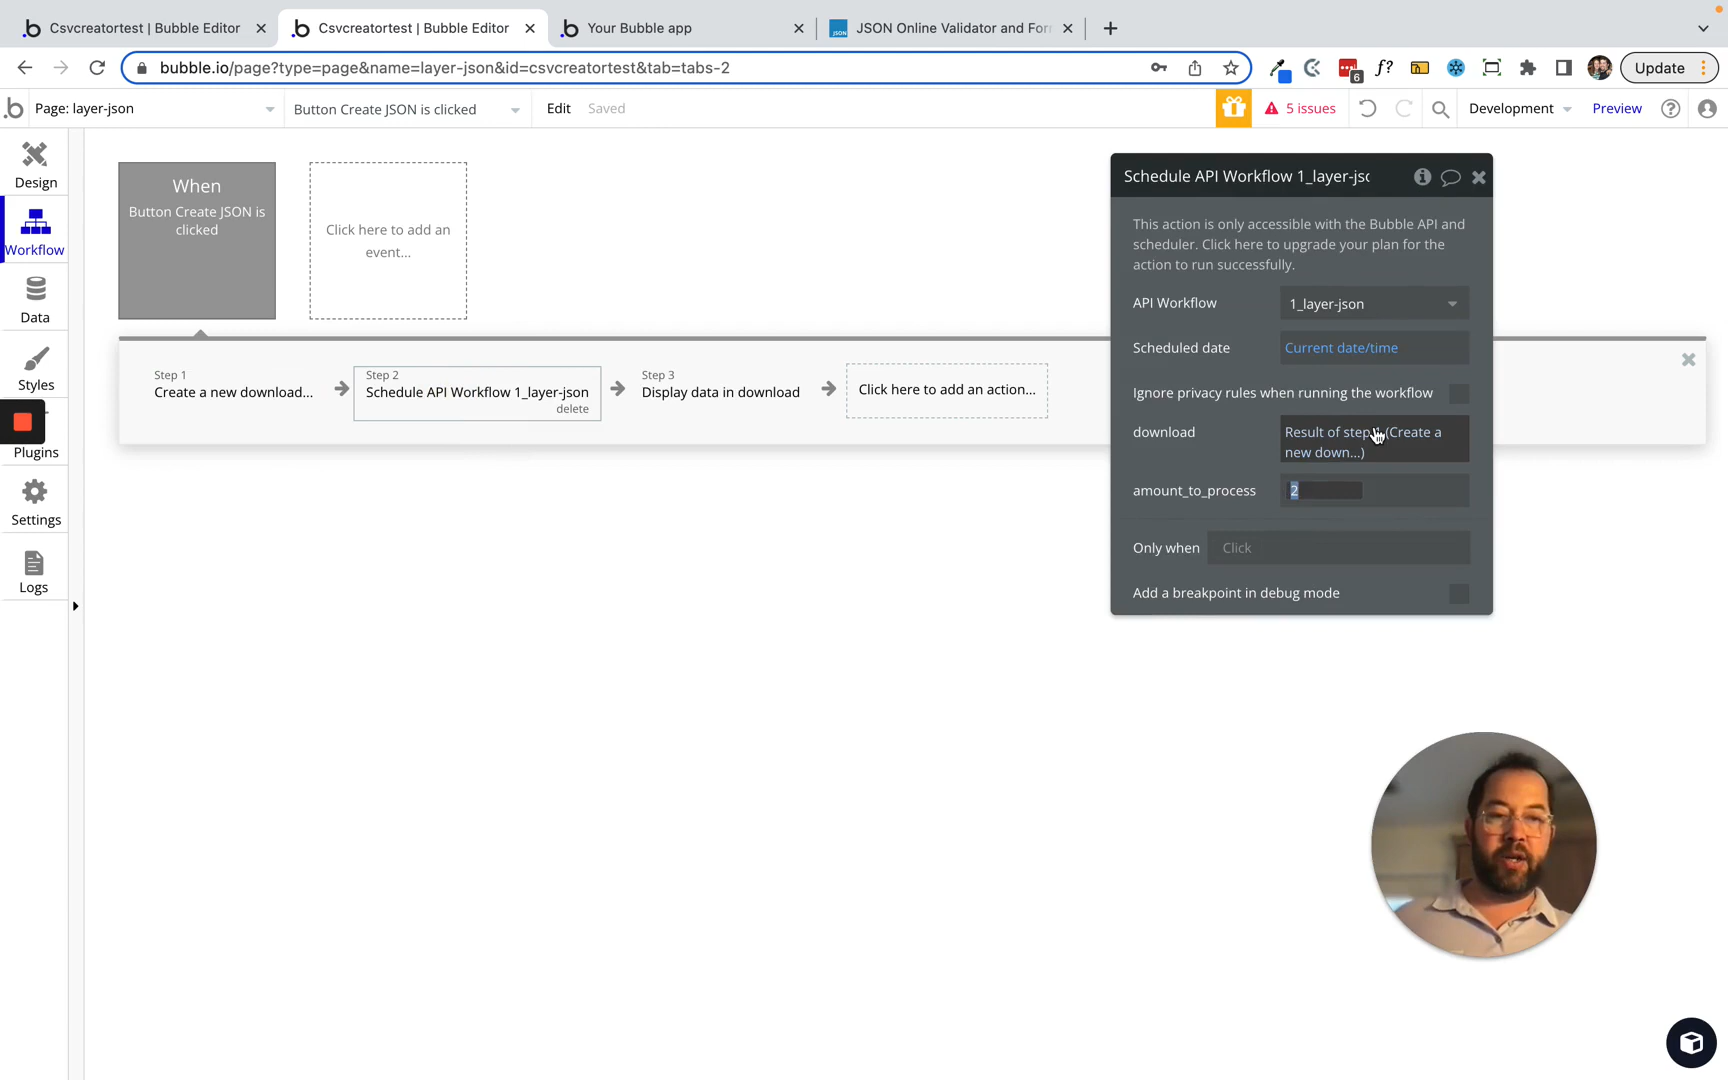 Csvcreatortest | Bubble Editor
Csvcreatortest | Bubble Editor
Your Bubble app
JSON Online Validator and For
bubble.io/page?type=page&name=layer-json&id=csvcreatortest&tab=tabs-2
6
f?
Update
b
Page: layer-json
Button Create JSON is clicked
Edit
Saved
5 issues
Development
Preview
Design
Workflow
Data
Styles
Plugins
Settings
Logs
When
Button Create JSON is
clicked
Click here to add an
event...
Step 1
Create a new download...
Step 2
Schedule API Workflow 1_layer-json
delete
Step 3
Display data in download
Click here to add an action...
Schedule API Workflow 1_layer-jsc
This action is only accessible with the Bubble API and
scheduler. Click here to upgrade your plan for the
action to run successfully.
API Workflow
1_layer-json
Scheduled date
Current date/time
Ignore privacy rules when running the workflow
download
Result of step 1 (Create a
new down...)
amount_to_process
2
Only when
Click
Add a breakpoint in debug mode